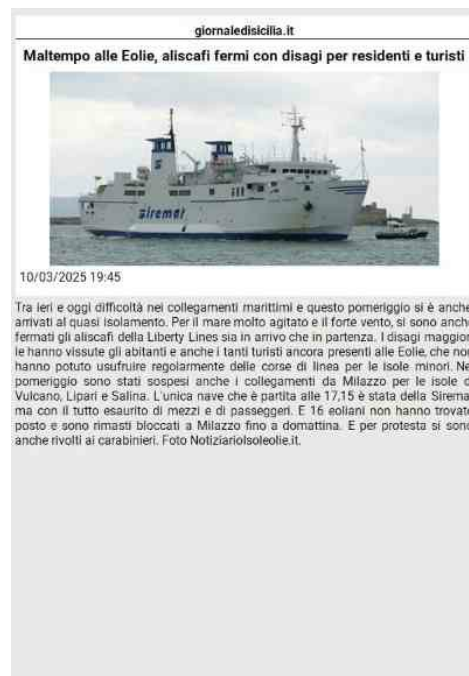 giornaledisicilia.it
Maltempo alle Eolie, aliscafi fermi con disagi per residenti e turisti
Siremar
10/03/2025 19:45
Tra ieri e oggi difficoltà nei collegamenti marittimi e questo pomeriggio si è anche
arrivati al quasi isolamento. Per il mare molto agitato e il forte vento, si sono anche
fermati gli aliscafi della Liberty Lines sia in arrivo che in partenza. I disagi maggior
le hanno vissute gli abitanti e anche i tanti turisti ancora presenti alle Eolie, che non
hanno potuto usufruire regolarmente delle corse di linea per le isole minori. Ne
pomeriggio sono stati sospesi anche i collegamenti da Milazzo per le isole d
Vulcano, Lipari e Salina. L'unica nave che è partita alle 17,15 è stata della Siremar
ma con il tutto esaurito di mezzi e di passeggeri. E 16 eoliani non hanno trovato
posto e sono rimasti bloccati a Milazzo fino a domattina. E per protesta si sono
anche rivolti ai carabinieri. Foto Notiziariolsoleolie.it.